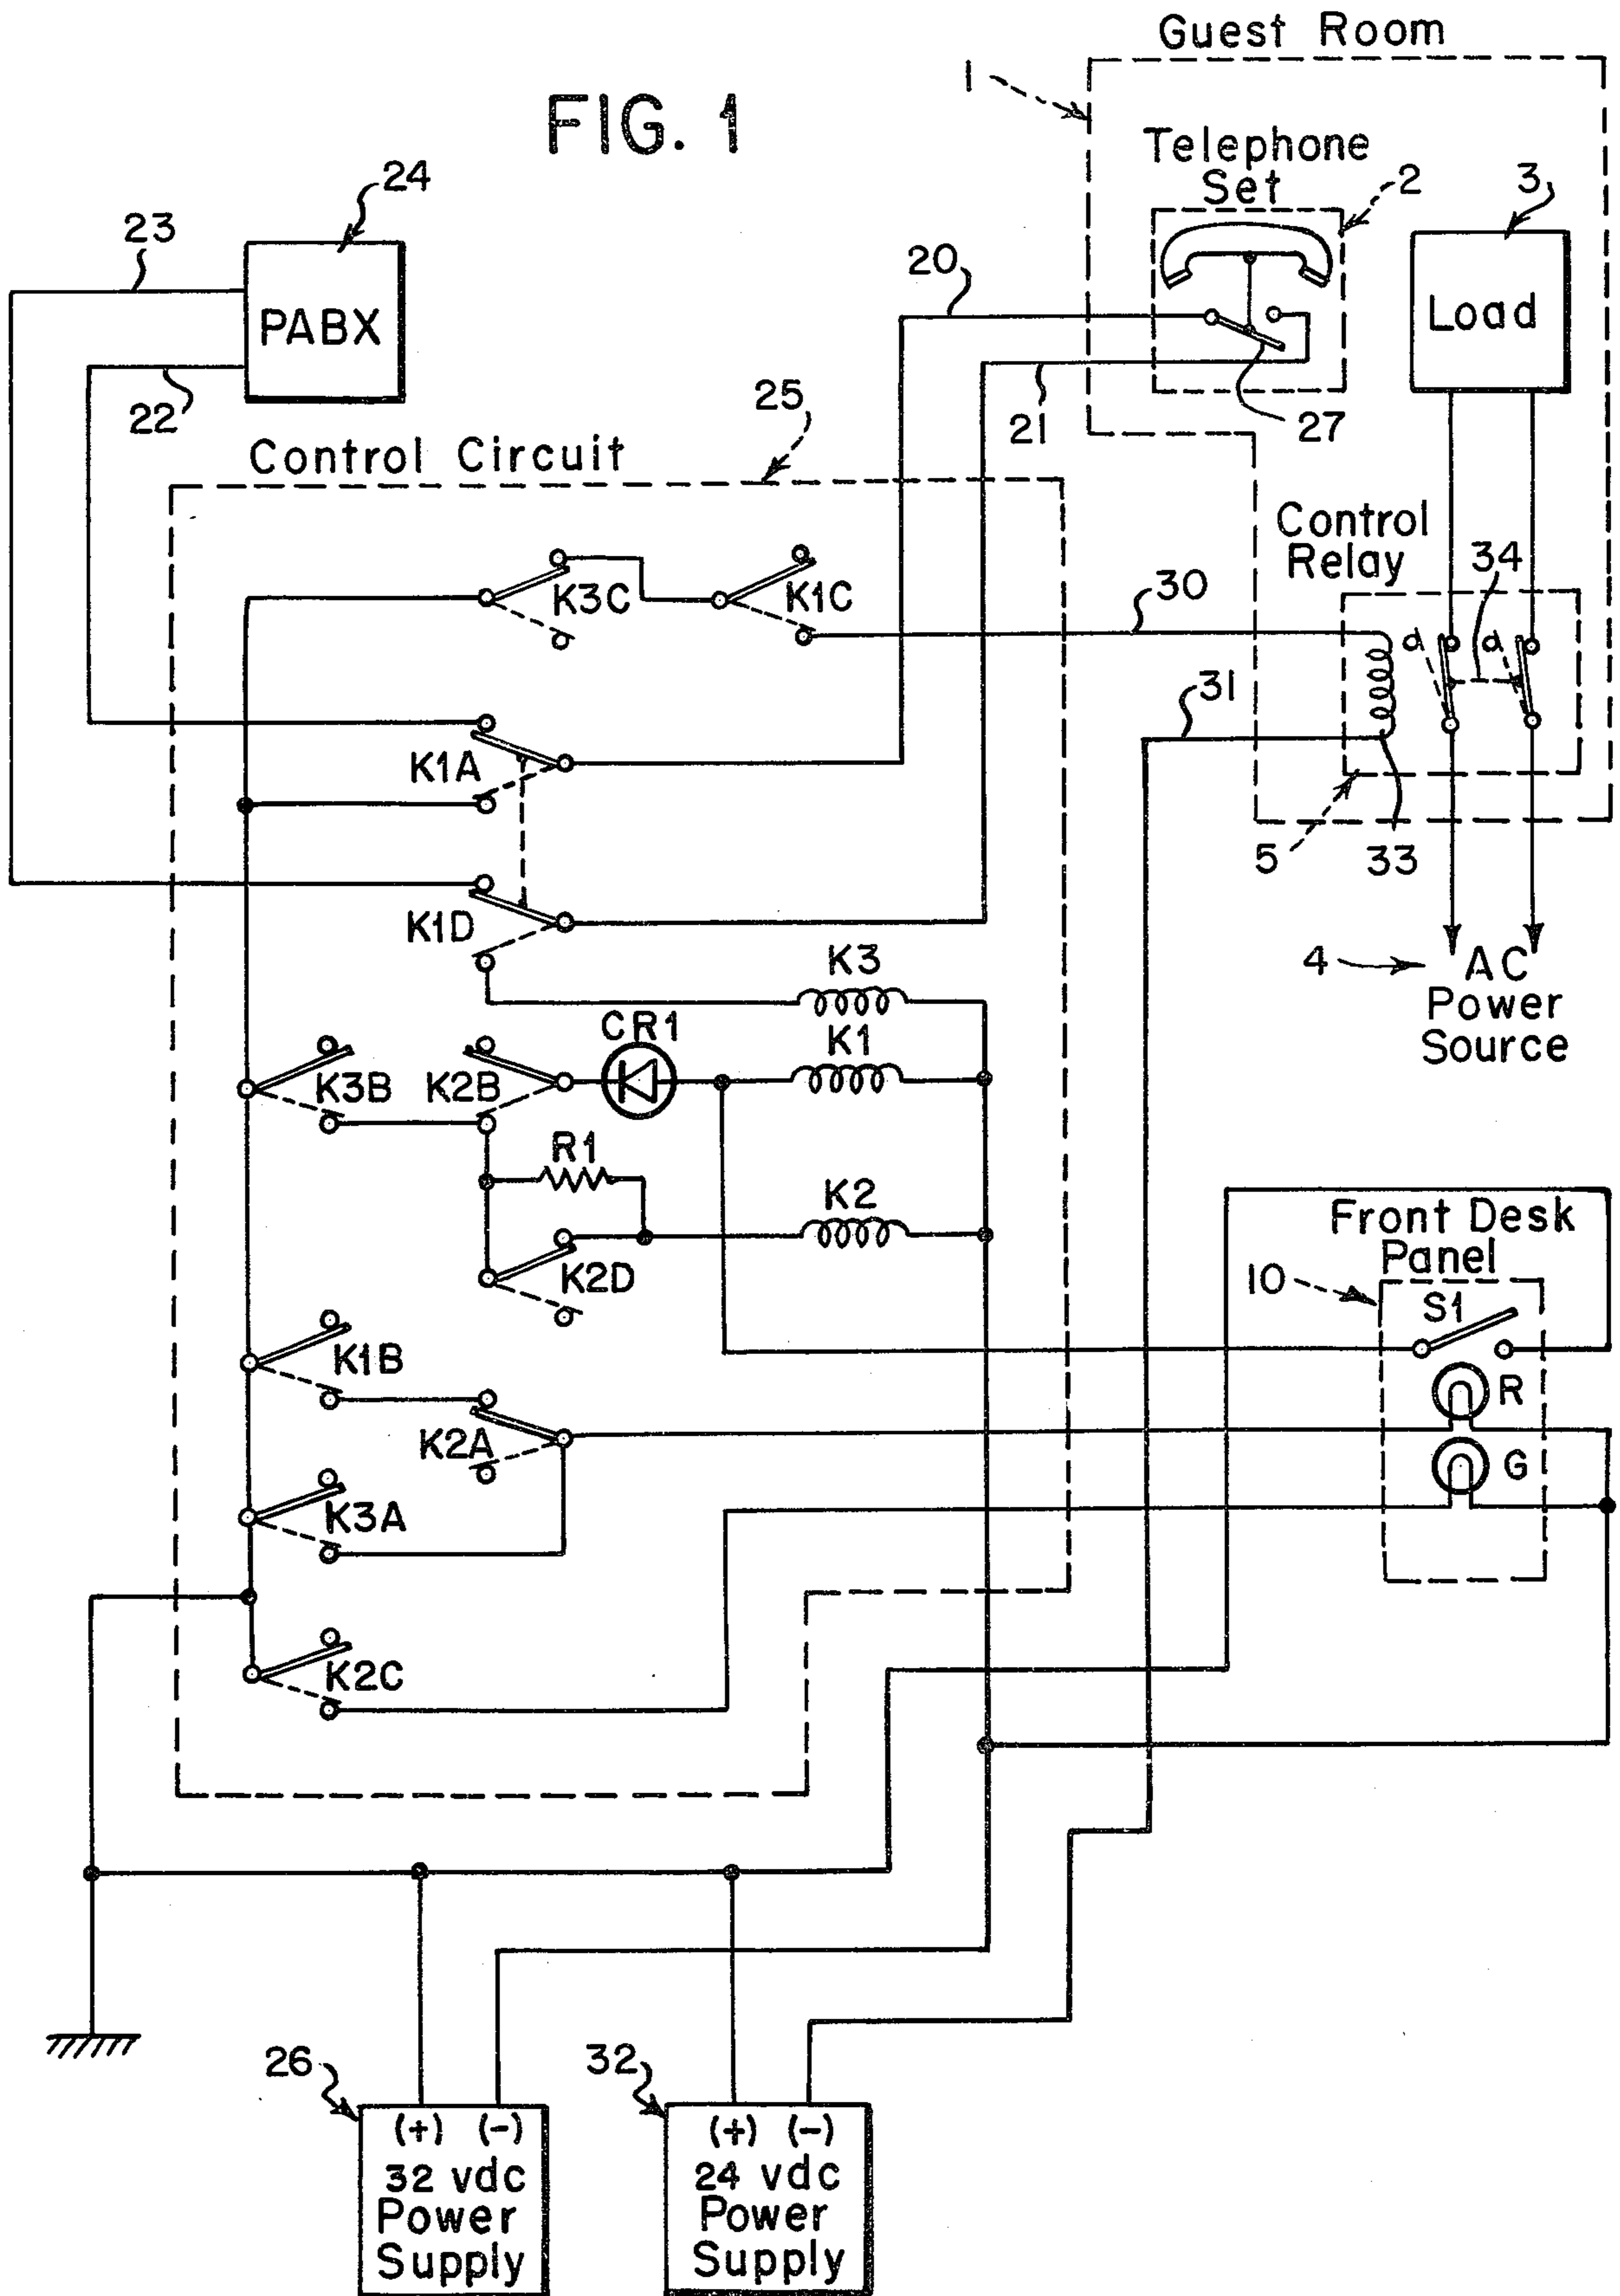 Guest Room
1
FIG. 1
Telephone
Set
2
3
24
23
20
Load
PABX
22
25
21
27
Control Circuit
Control
Relay
34
K3C
K1C
30
31
K1A
5
33
K1D
K3
4
AC
Power
Source
CR1
K1
K3B
K2B
R1
K2
Front Desk
Panel
K2D
10
S1
K1B
R
K2A
G
K3A
K2C
26
32
(+) (-)
32 vdc
Power
Supply
(+) (-)
24 vdc
Power
Supply